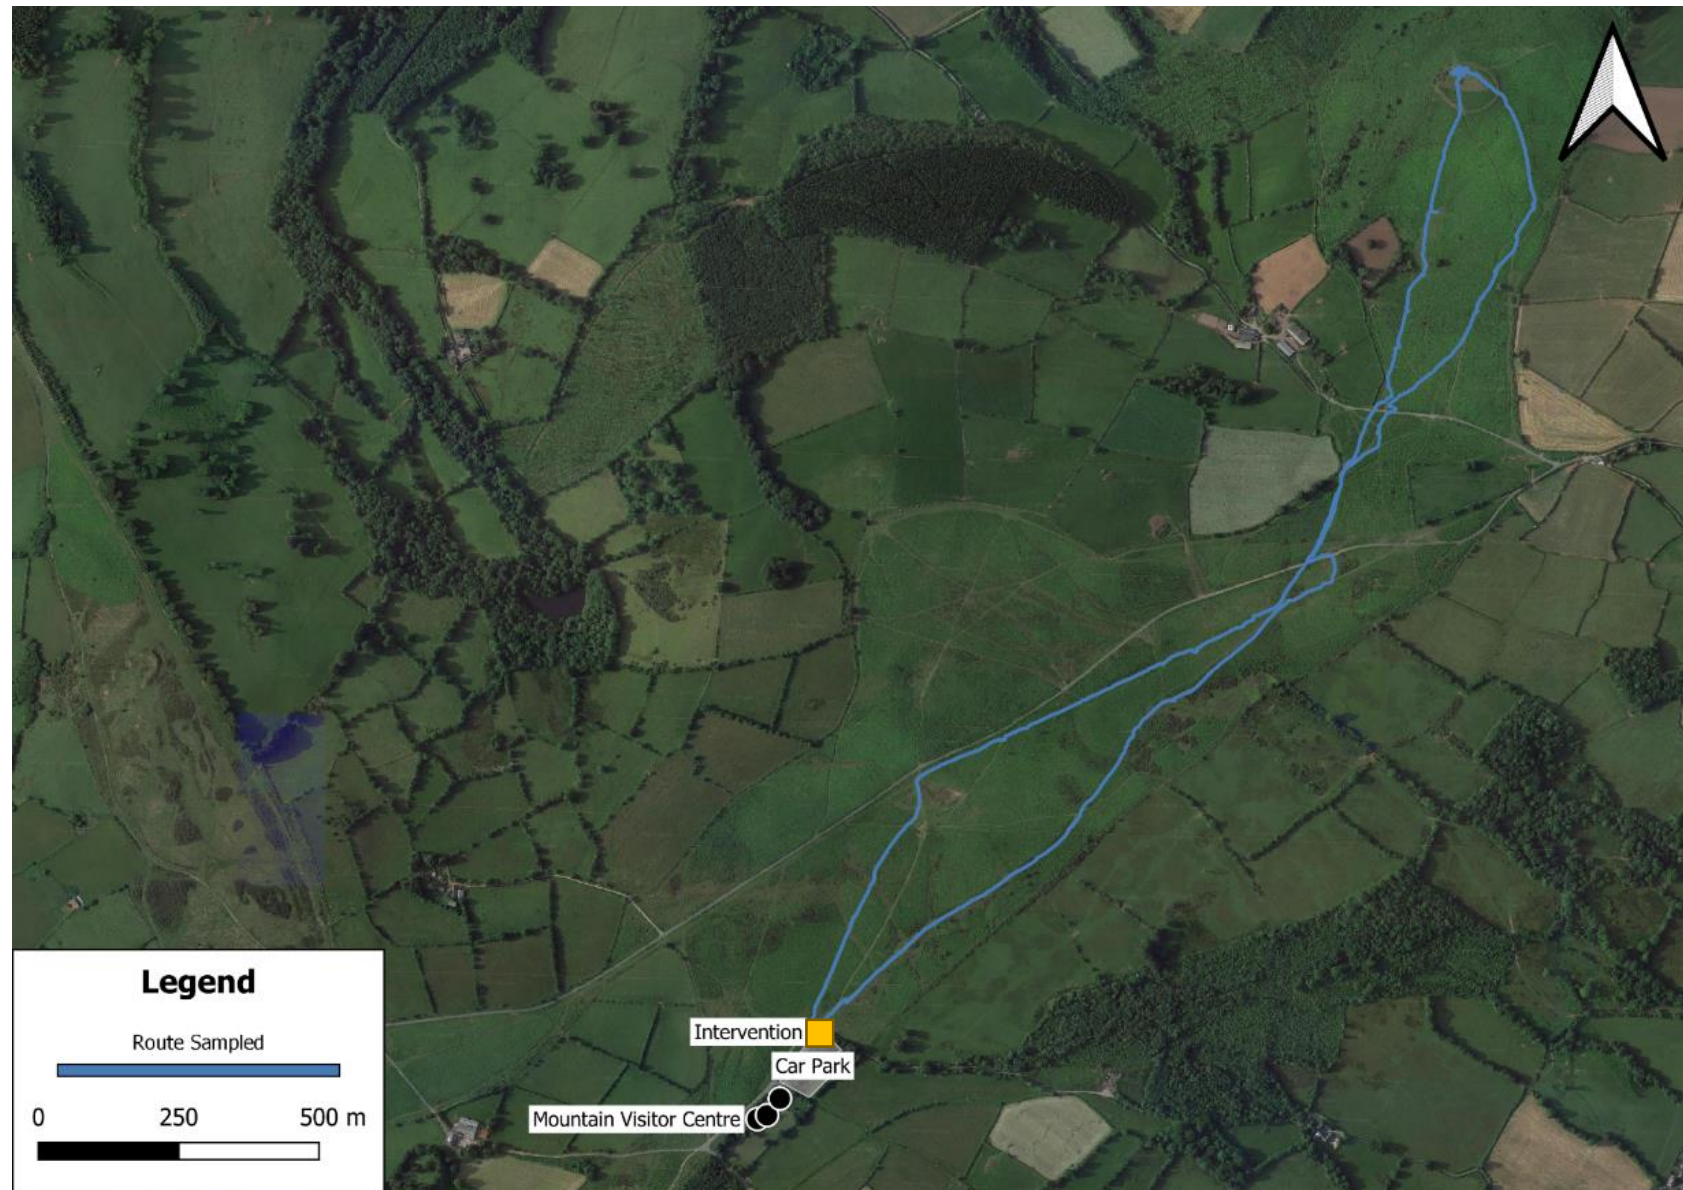 Intervention
Car Park
Mountain Visitor Centre
Legend
Route Sampled
0 250 500 m